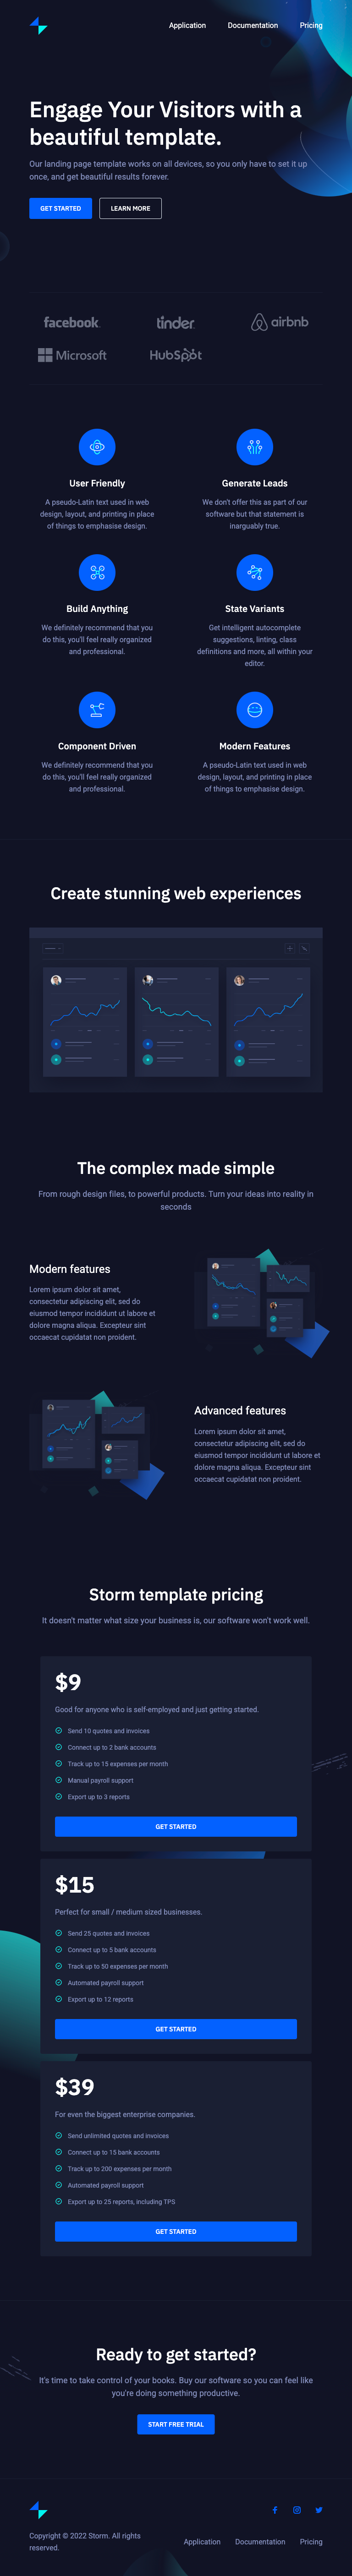 Application Documentation Pricing
Engage Your Visitors with a
beautiful template.
Our landing page template works on all devices, so you only have to set it up
once, and get beautiful results forever.
GET STARTED LEARN MORE
facebook tinder airbnb
Microsoft HubSpot
User Friendly
A pseudo-Latin text used in web
design, layout, and printing in place
of things to emphasise design.
Generate Leads
We don't offer this as part of our
software but that statement is
inarguably true.
Build Anything
We definitely recommend that you
do this, you'll feel really organized
and professional.
State Variants
Get intelligent autocomplete
suggestions, linting, class
definitions and more, all within your
editor.
Component Driven
We definitely recommend that you
do this, you'll feel really organized
and professional.
Modern Features
A pseudo-Latin text used in web
design, layout, and printing in place
of things to emphasise design.
Create stunning web experiences
The complex made simple
From rough design files, to powerful products. Turn your ideas into reality in
seconds
Modern features
Lorem ipsum dolor sit amet,
consectetur adipiscing elit, sed do
eiusmod tempor incididunt ut labore et
dolore magna aliqua. Excepteur sint
occaecat cupidatat non proident.
Advanced features
Lorem ipsum dolor sit amet,
consectetur adipiscing elit, sed do
eiusmod tempor incididunt ut labore et
dolore magna aliqua. Excepteur sint
occaecat cupidatat non proident.
Storm template pricing
It doesn't matter what size your business is, our software won't work well.
$9
Good for anyone who is self-employed and just getting started.
Send 10 quotes and invoices
Connect up to 2 bank accounts
Track up to 15 expenses per month
Manual payroll support
Export up to 3 reports
GET STARTED
$15
Perfect for small / medium sized businesses.
Send 25 quotes and invoices
Connect up to 5 bank accounts
Track up to 50 expenses per month
Automated payroll support
Export up to 12 reports
GET STARTED
$39
For even the biggest enterprise companies.
Send unlimited quotes and invoices
Connect up to 15 bank accounts
Track up to 200 expenses per month
Automated payroll support
Export up to 25 reports, including TPS
GET STARTED
Ready to get started?
It's time to take control of your books. Buy our software so you can feel like
you're doing something productive.
START FREE TRIAL
Copyright © 2022 Storm. All rights
reserved.
Application Documentation Pricing